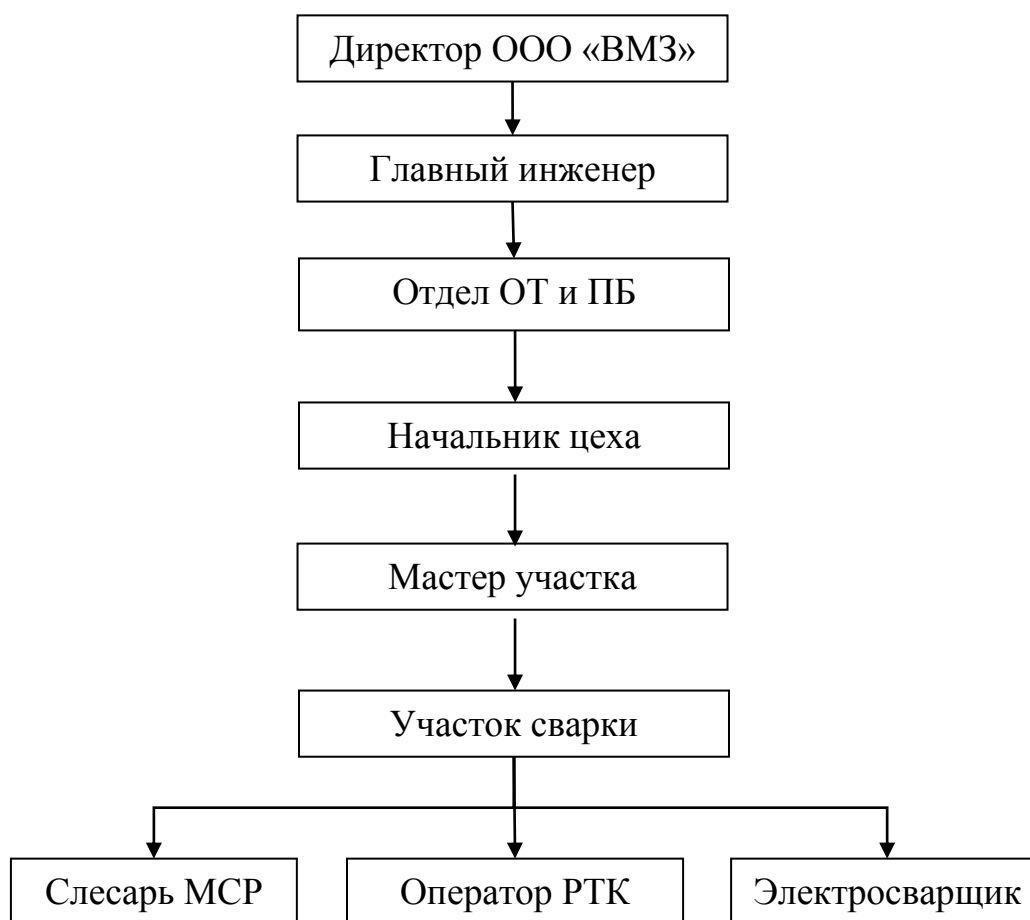 Директор ООО «ВМЗ»
Главный инженер
Отдел ОТ и ПБ
Начальник цеха
Мастер участка
Участок сварки
Слесарь МСР
Оператор РТК
Электросварщик